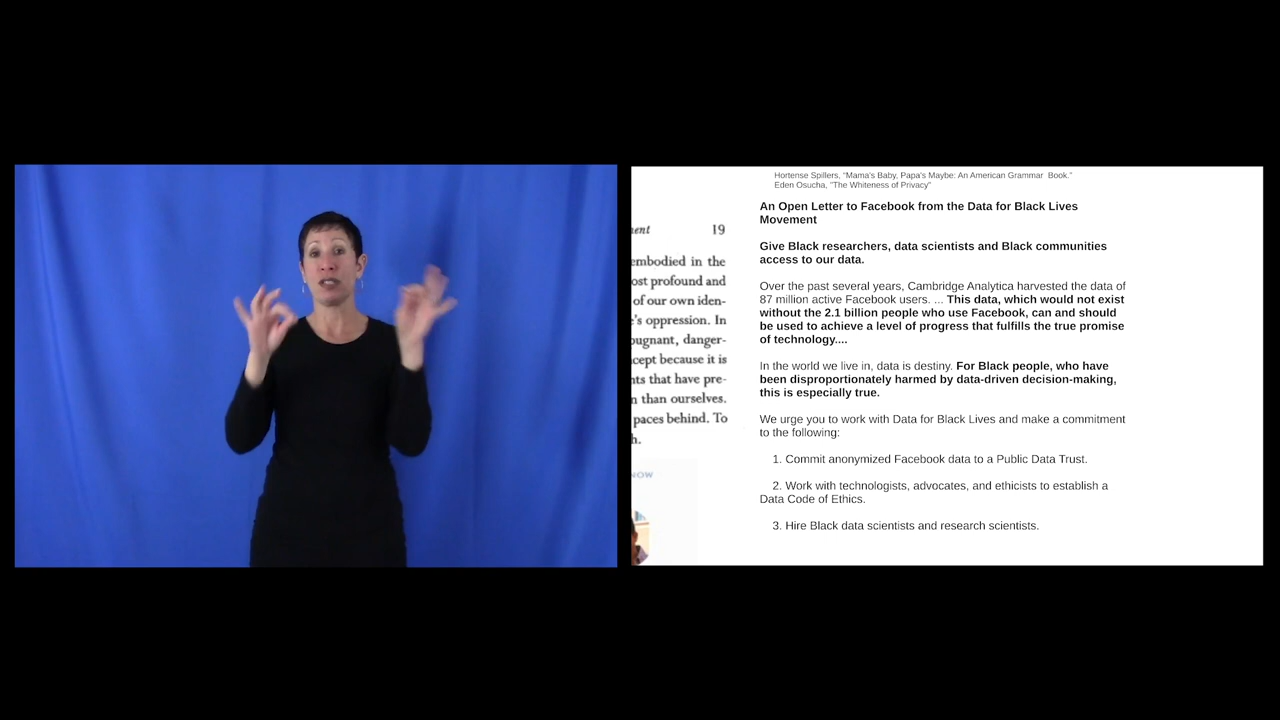 Hortense Spillers, "Mama's Baby, Papa's Maybe: An American Grammar Book."
Eden Osucha, "The Whiteness of Privacy"
An Open Letter to Facebook from the Data for Black Lives
Movement
Give Black researchers, data scientists and Black communities
access to our data.
Over the past several years, Cambridge Analytica harvested the data of
87 million active Facebook users. ... This data, which would not exist
without the 2.1 billion people who use Facebook, can and should
be used to achieve a level of progress that fulfills the true promise
of technology....
In the world we live in, data is destiny. For Black people, who have
been disproportionately harmed by data-driven decision-making,
this is especially true.
We urge you to work with Data for Black Lives and make a commitment
to the following:
1. Commit anonymized Facebook data to a Public Data Trust.
2. Work with technologists, advocates, and ethicists to establish a
Data Code of Ethics.
3. Hire Black data scientists and research scientists.
19
embodied in the
profound and
of our own iden-
oppression. In
danger-
because it is
that have pre-
than ourselves.
paces behind. To